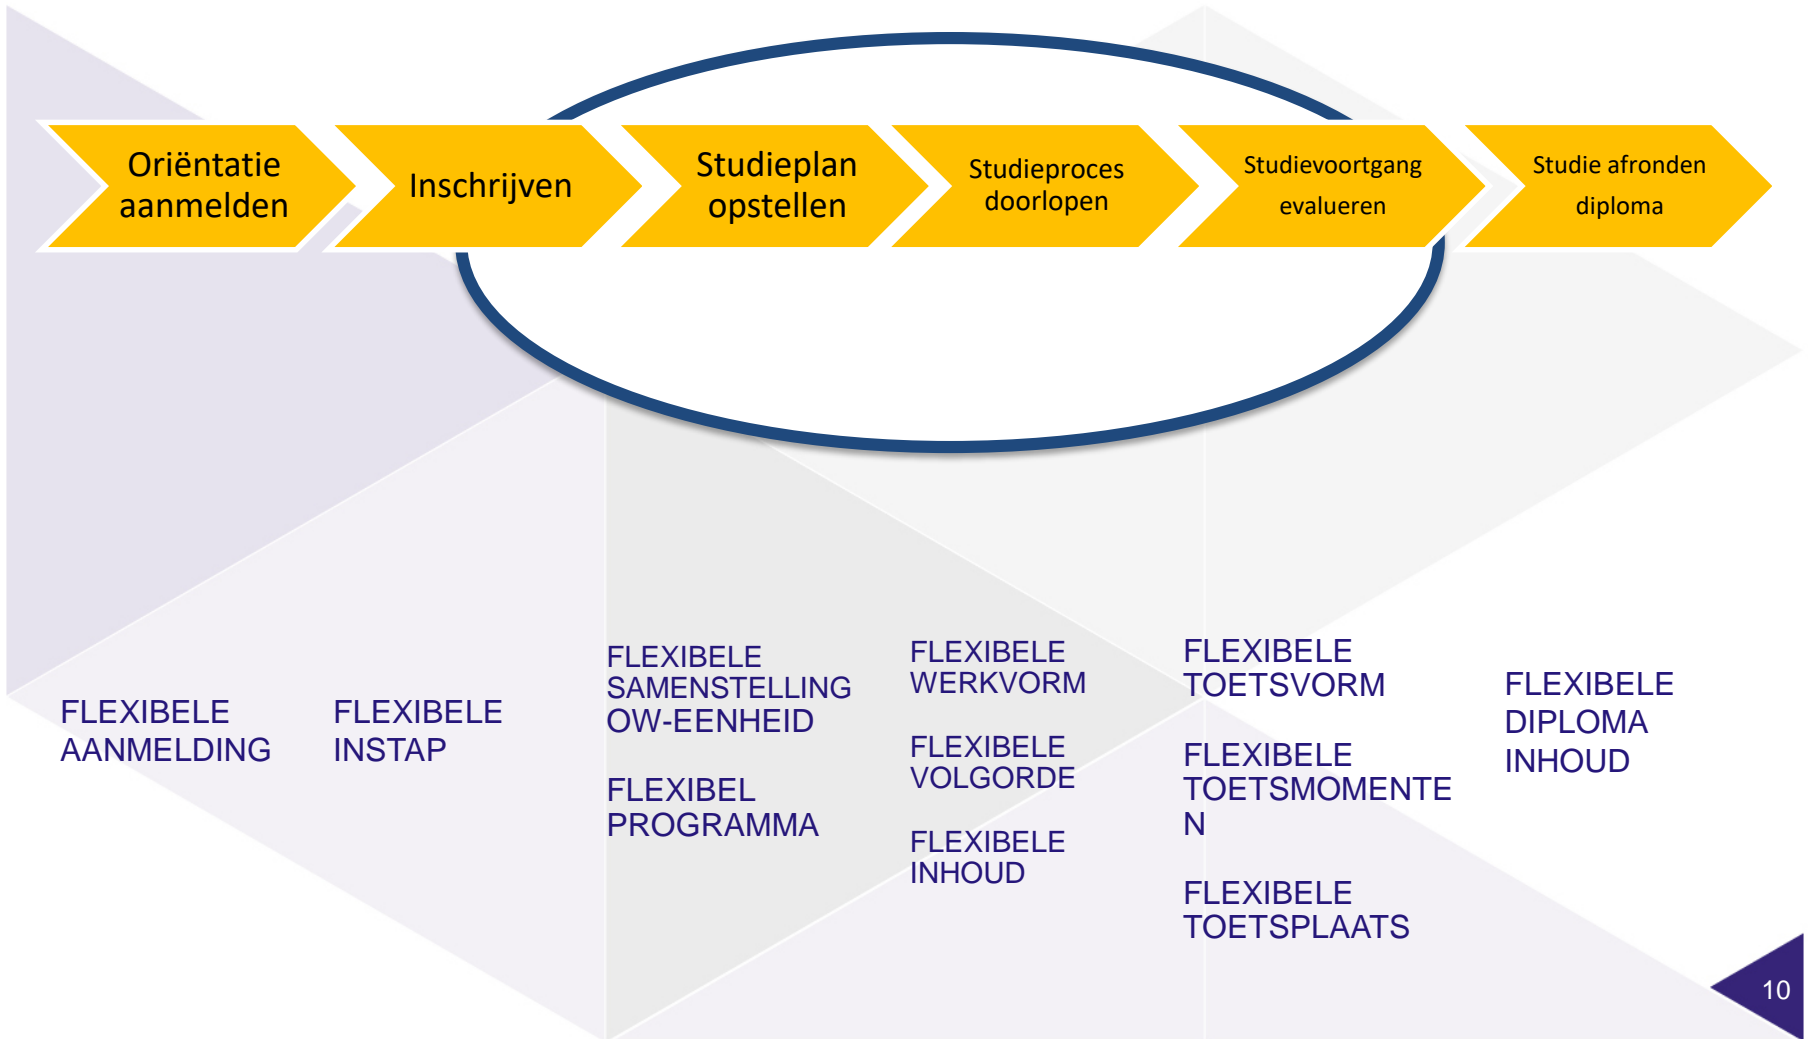 Oriëntatie
aanmelden
Inschrijven
Studieplan
opstellen
Studieproces
doorlopen
Studievoortgang
evalueren
Studie afronden
diploma
FLEXIBELE
AANMELDING
FLEXIBELE
INSTAP
FLEXIBELE
SAMENSTELLING
OW-EENHEID
FLEXIBEL
PROGRAMMA
FLEXIBELE
WERKVORM
FLEXIBELE
VOLGORDE
FLEXIBELE
INHOUD
FLEXIBELE
TOETSVORM
FLEXIBELE
TOETSMOMENTE
N
FLEXIBELE
TOETSPLAATS
FLEXIBELE
DIPLOMA
INHOUD
10